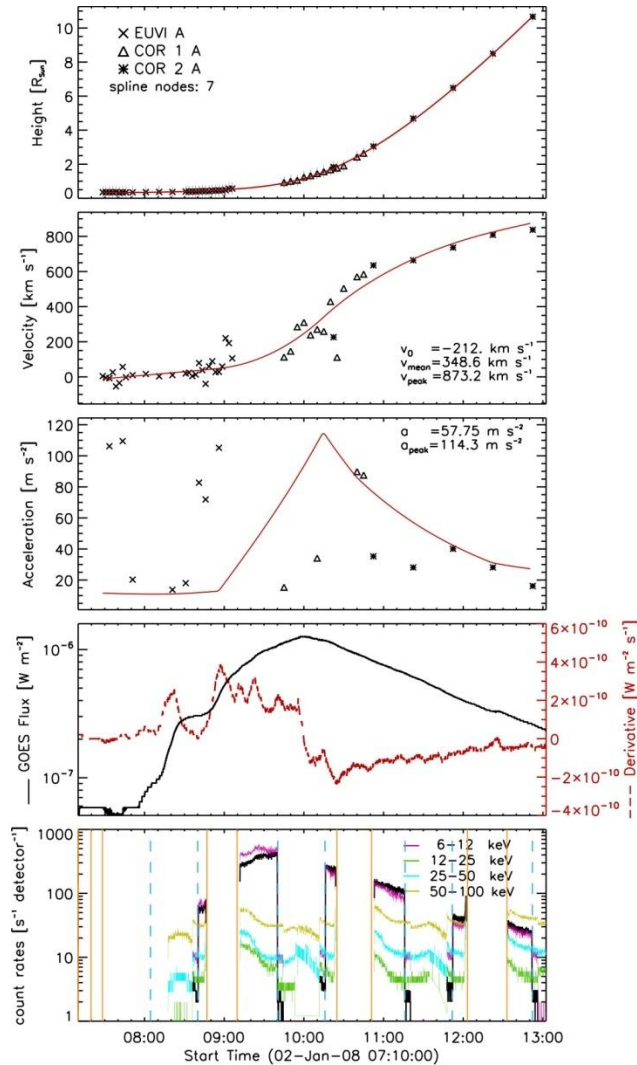 Height [R_Sun]
10
8
6
4
2
0
× EUVI A
△ COR 1 A
✳ COR 2 A
spline nodes: 7
Velocity [km s⁻¹]
800
600
400
200
0
v₀ =−212. km s⁻¹
v_mean=348.6 km s⁻¹
v_peak=873.2 km s⁻¹
Acceleration [m s⁻²]
120
100
80
60
40
20
a =57.75 m s⁻²
a_peak=114.3 m s⁻²
—— GOES Flux [W m⁻²]
10⁻⁶
10⁻⁷
6×10⁻¹⁰
4×10⁻¹⁰
2×10⁻¹⁰
0
−2×10⁻¹⁰
−4×10⁻¹⁰
--- Derivative [W m⁻² s⁻¹]
count rates [s⁻¹ detector⁻¹]
1000
100
10
1
6−12 keV
12−25 keV
25−50 keV
50−100 keV
08:00 09:00 10:00 11:00 12:00 13:00
Start Time (02−Jan−08 07:10:00)